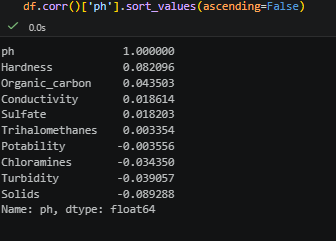 df.corr()['ph'].sort_values(ascending=False)
0.0s
ph 1.000000
Hardness 0.082096
Organic_carbon 0.043503
Conductivity 0.018614
Sulfate 0.018203
Trihalomethanes 0.003354
Potability -0.003556
Chloramines -0.034350
Turbidity -0.039057
Solids -0.089288
Name: ph, dtype: float64